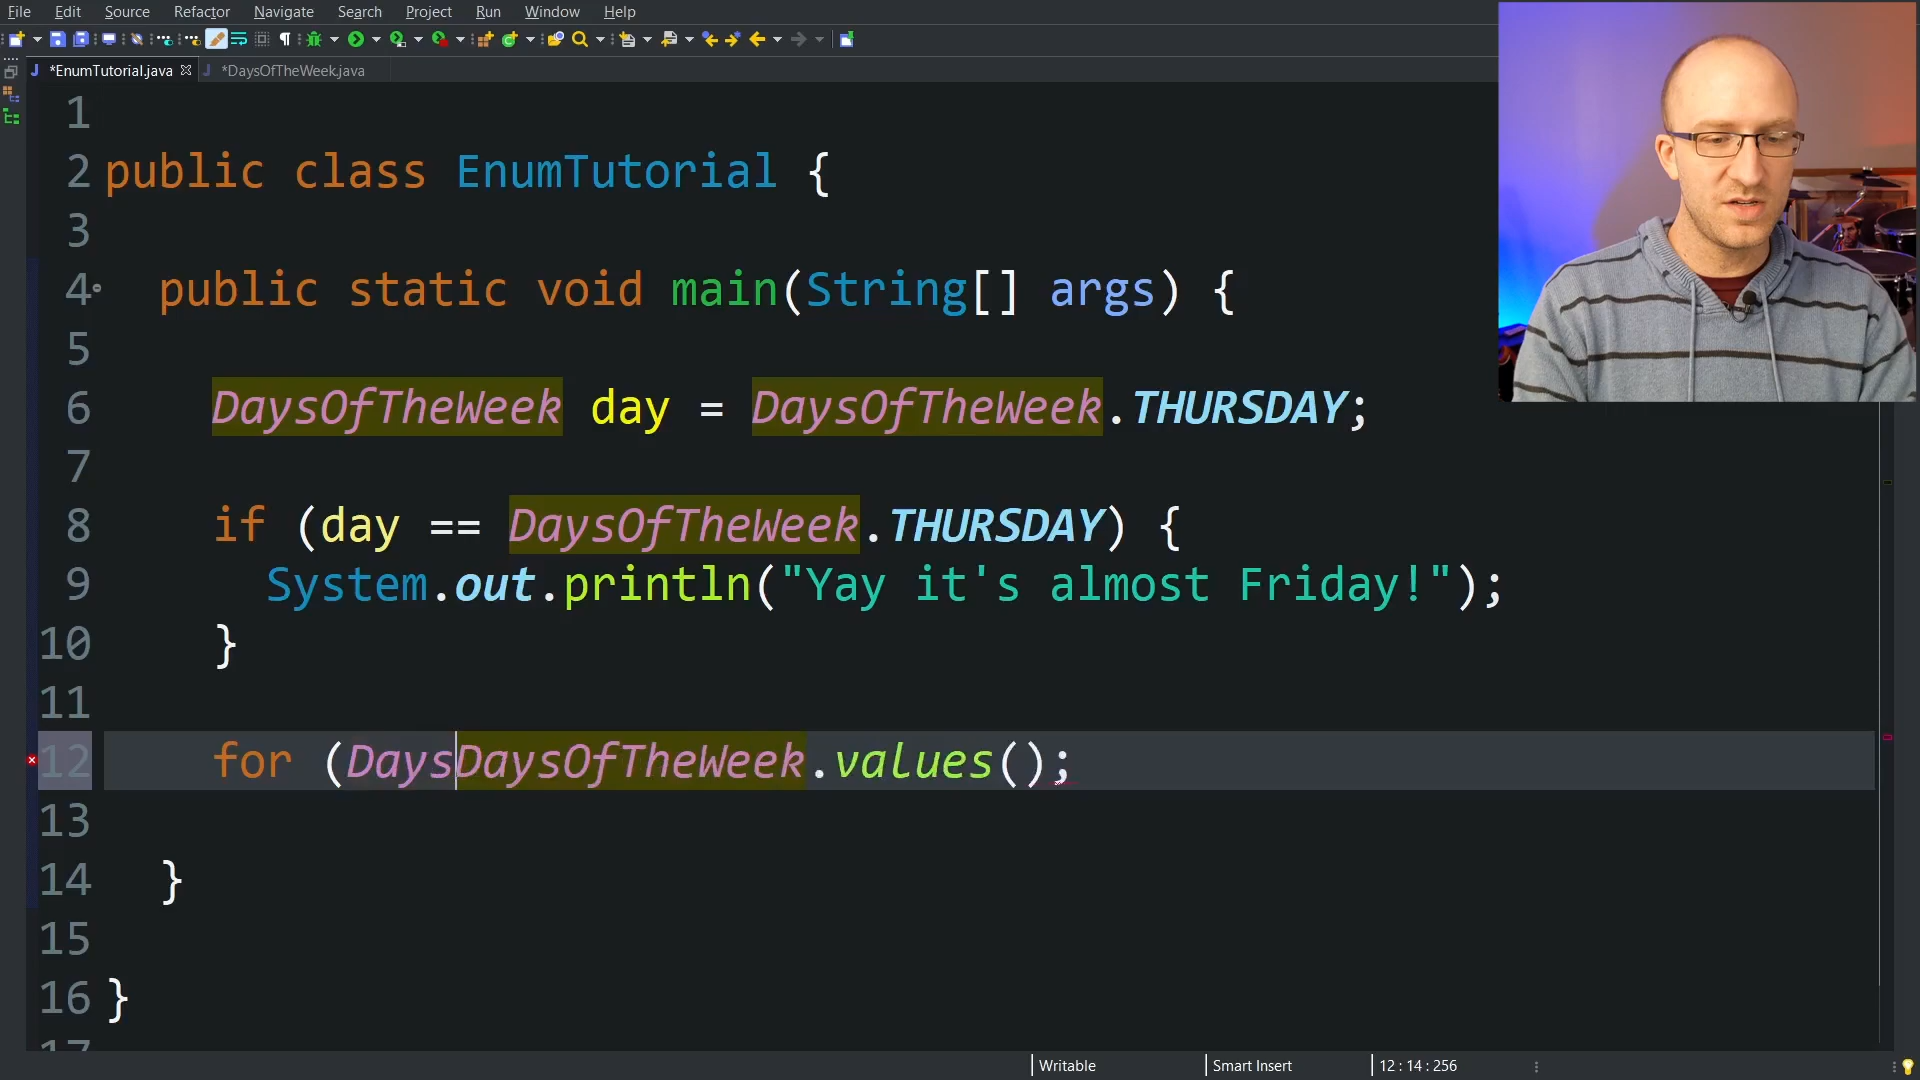 File Edit Source Refactor Navigate Search Project Run Window Help
*EnumTutorial.java *DaysOfTheWeek.java
1
2 public class EnumTutorial {
3
4 public static void main(String[] args) {
5
6 DaysOfTheWeek day = DaysOfTheWeek.THURSDAY;
7
8 if (day == DaysOfTheWeek.THURSDAY) {
9 System.out.println("Yay it's almost Friday!");
10 }
11
12 for (DaysDaysOfTheWeek.values();
13
14 }
15
16 }
17
Writable Smart Insert 12 : 14 : 256